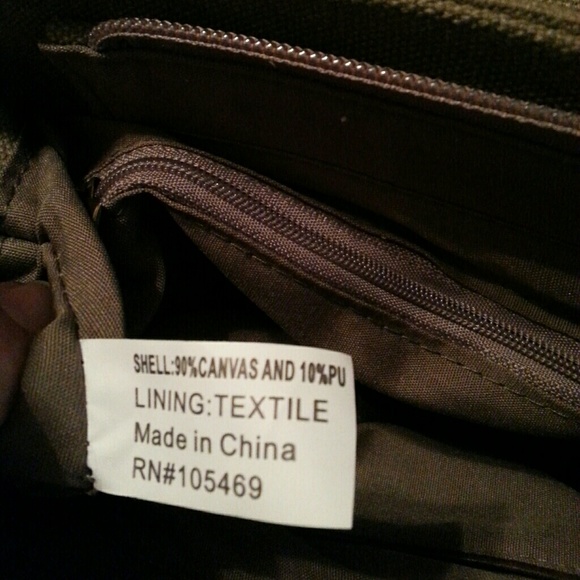 SHELL:90%CANVAS AND 10%PU
LINING:TEXTILE
Made in China
RN#105469